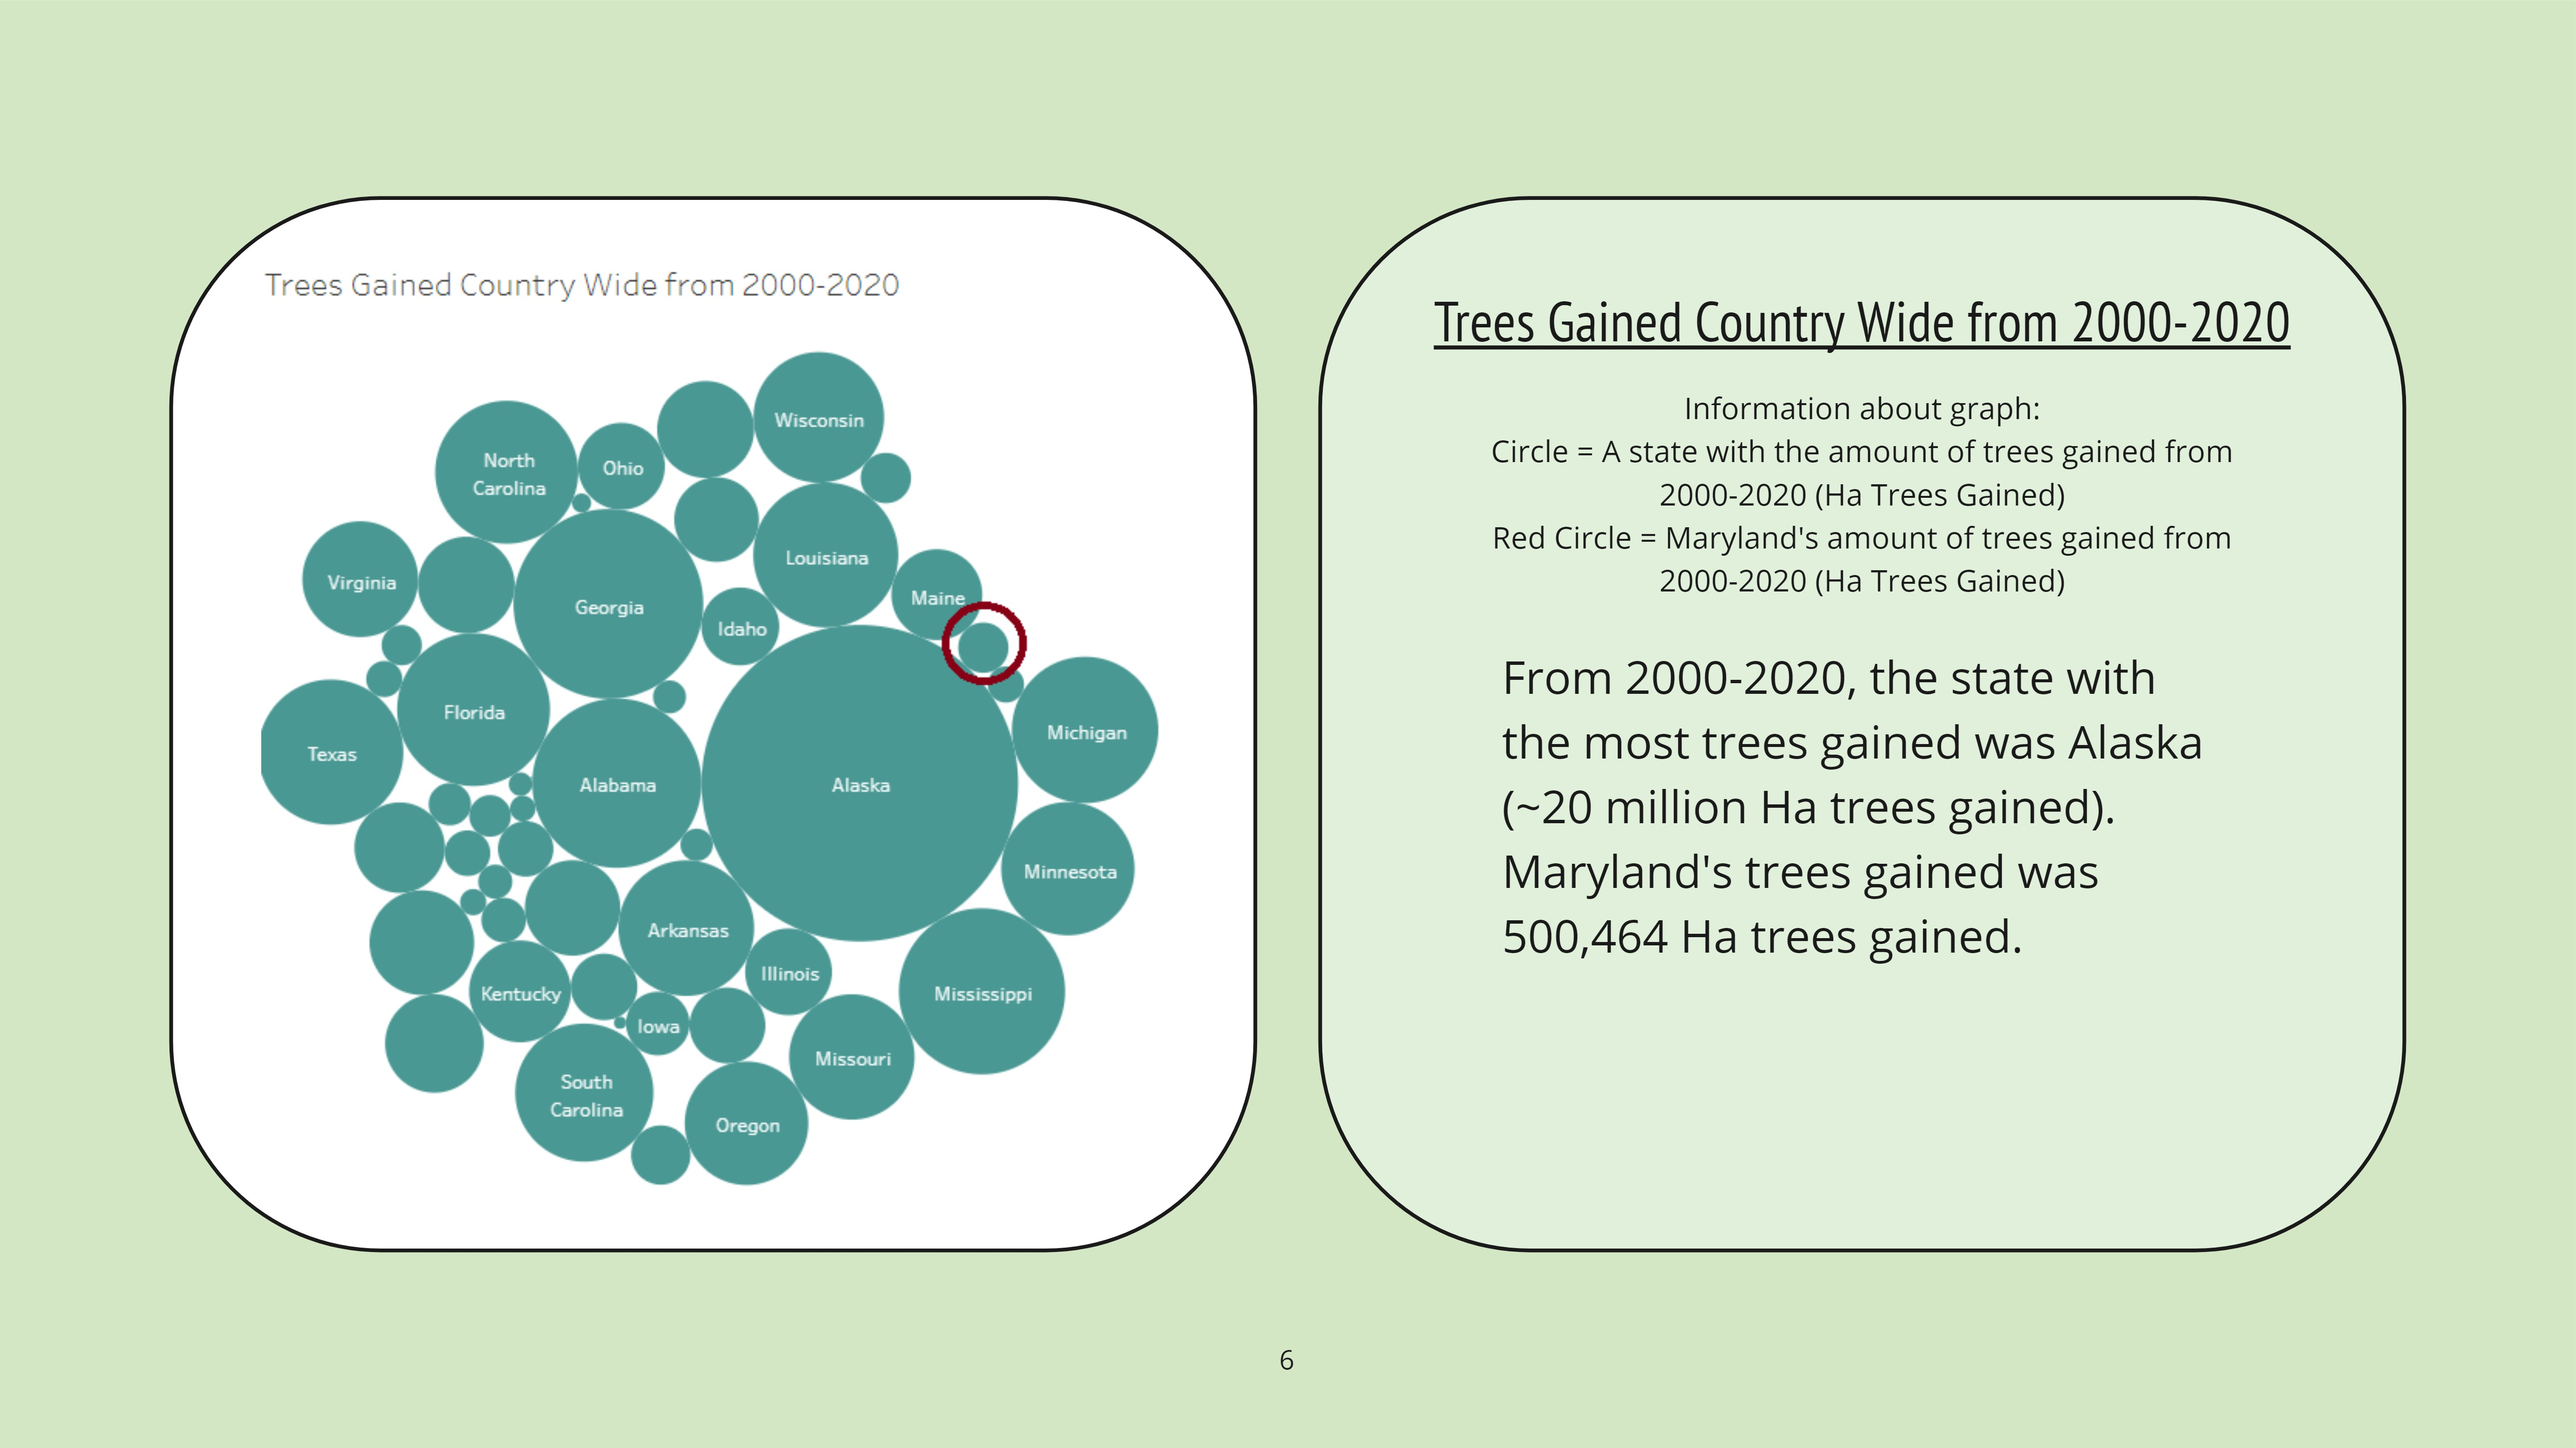 Trees Gained Country Wide from 2000-2020
Wisconsin
North
Carolina
Ohio
Louisiana
Virginia
Georgia
Maine
Idaho
Florida
Texas
Michigan
Alabama
Alaska
Minnesota
Arkansas
Illinois
Kentucky
Mississippi
Iowa
Missouri
South
Carolina
Oregon
Trees Gained Country Wide from 2000-2020
Information about graph:
Circle = A state with the amount of trees gained from
2000-2020 (Ha Trees Gained)
Red Circle = Maryland's amount of trees gained from
2000-2020 (Ha Trees Gained)
From 2000-2020, the state with
the most trees gained was Alaska
(~20 million Ha trees gained).
Maryland's trees gained was
500,464 Ha trees gained.
6